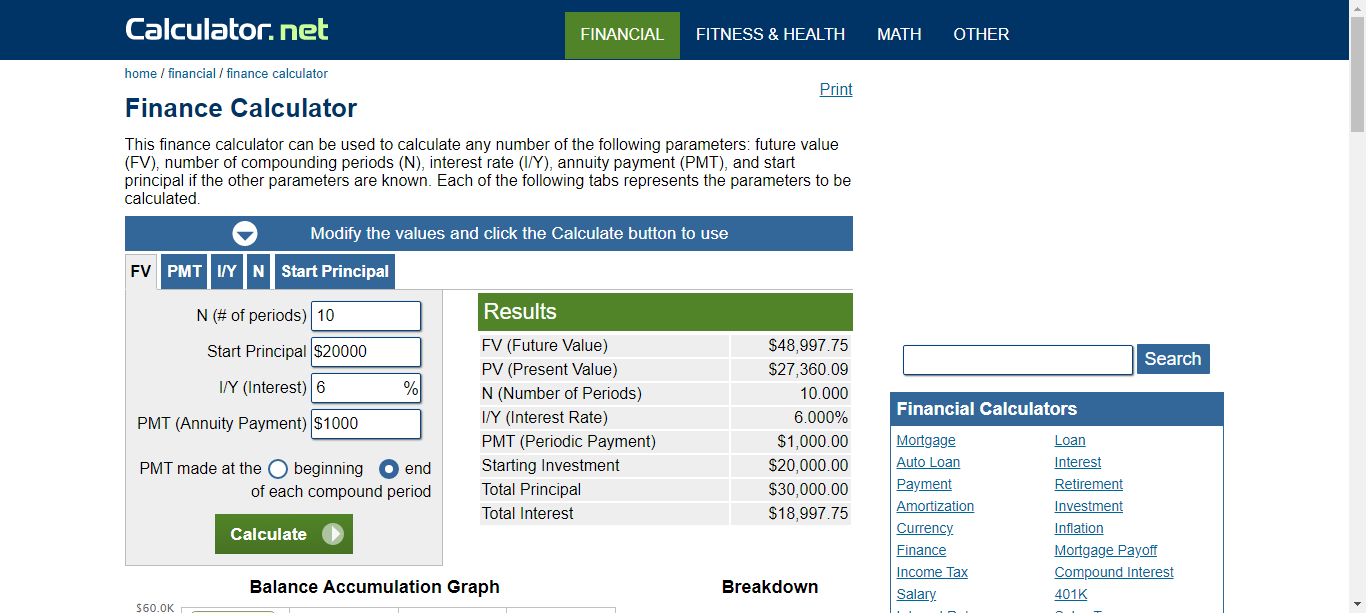 Calculator.net
FINANCIAL
FITNESS & HEALTH
MATH
OTHER
home / financial / finance calculator
Print
Finance Calculator
This finance calculator can be used to calculate any number of the following parameters: future value
(FV), number of compounding periods (N), interest rate (I/Y), annuity payment (PMT), and start
principal if the other parameters are known. Each of the following tabs represents the parameters to be
calculated.
Modify the values and click the Calculate button to use
FV
PMT
I/Y
N
Start Principal
N (# of periods) 10
Start Principal $20000
I/Y (Interest) 6 %
PMT (Annuity Payment) $1000
PMT made at the beginning end
of each compound period
Calculate
Results
FV (Future Value) $48,997.75
PV (Present Value) $27,360.09
N (Number of Periods) 10.000
I/Y (Interest Rate) 6.000%
PMT (Periodic Payment) $1,000.00
Starting Investment $20,000.00
Total Principal $30,000.00
Total Interest $18,997.75
Balance Accumulation Graph
$60.0K
Breakdown
Search
Financial Calculators
Mortgage
Loan
Auto Loan
Interest
Payment
Retirement
Amortization
Investment
Currency
Inflation
Finance
Mortgage Payoff
Income Tax
Compound Interest
Salary
401K